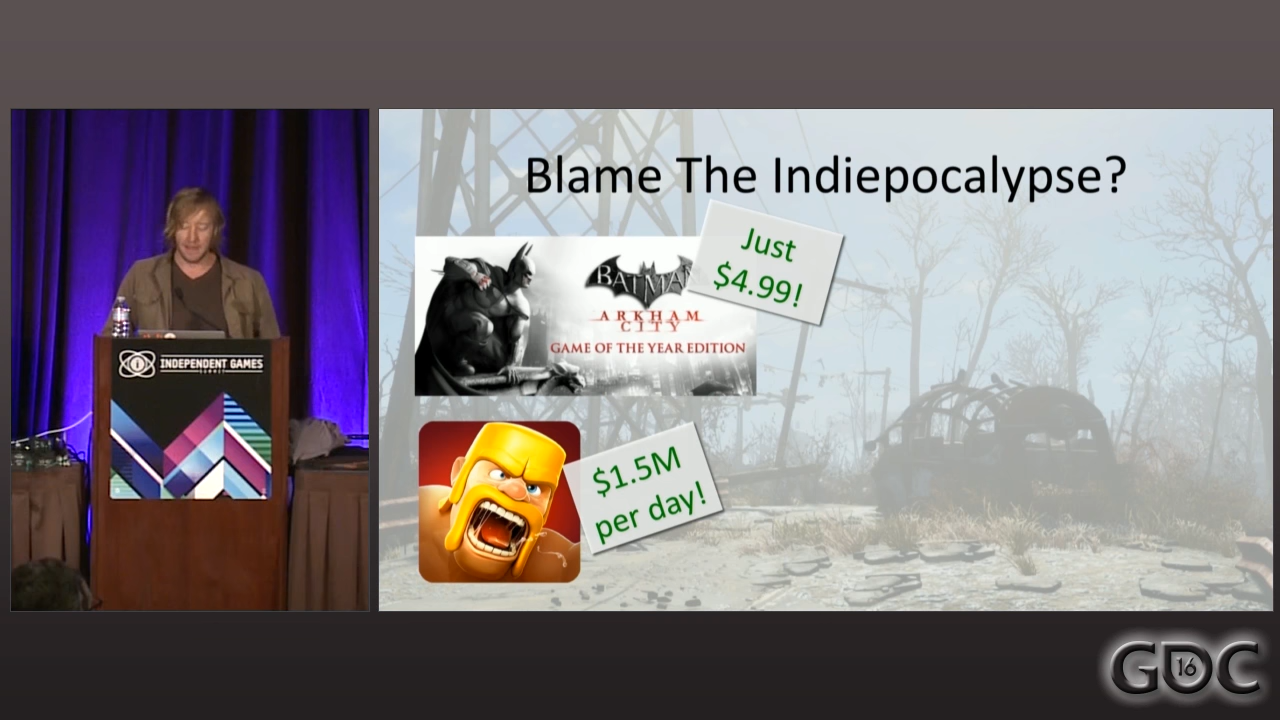 Blame The Indiepocalypse?
Just
$4.99!
BATMAN
ARKHAM
CITY
GAME OF THE YEAR EDITION
$1.5M
per day!
INDEPENDENT GAMES
SUMMIT
GDC
16